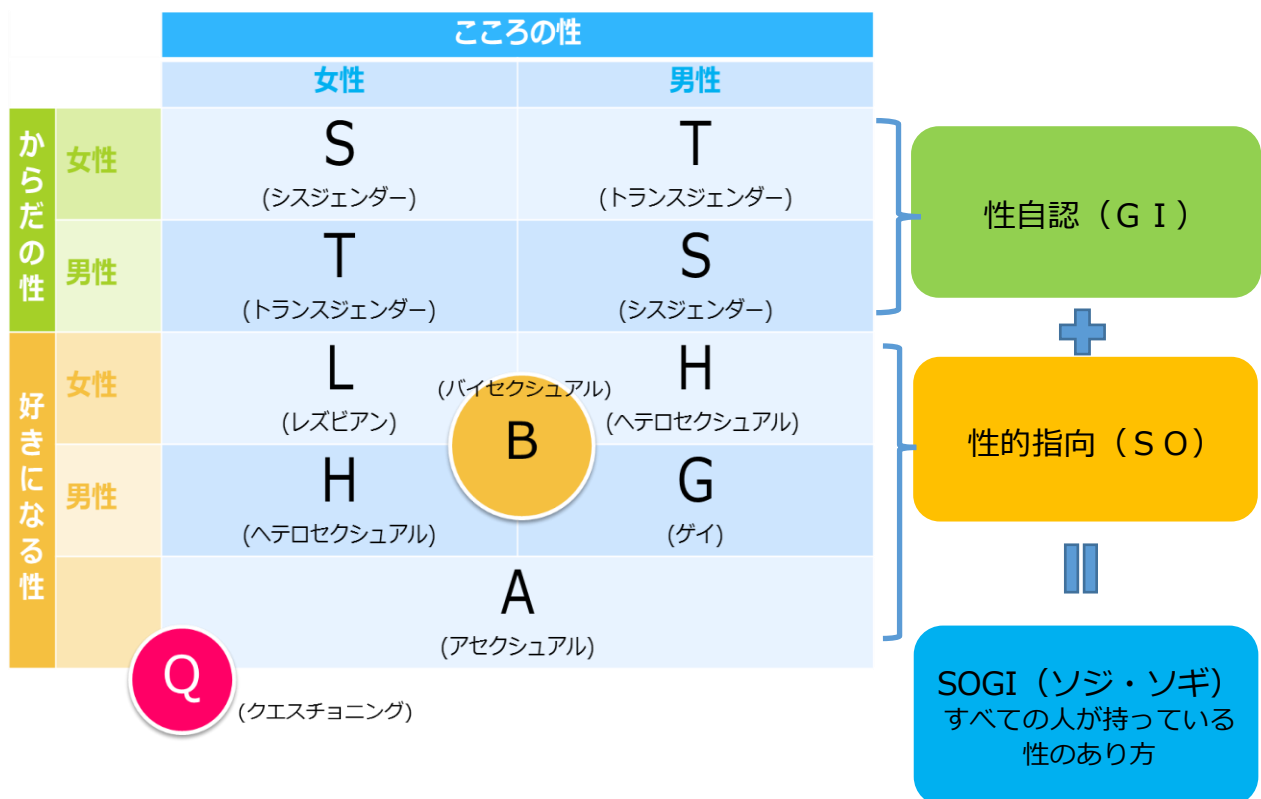 こころの性
女性 男性
からだの性
女性
S
(シスジェンダー)
T
(トランスジェンダー)
男性
T
(トランスジェンダー)
S
(シスジェンダー)
好きになる性
女性
L
(レズビアン)
(バイセクシュアル)
B
H
(ヘテロセクシュアル)
男性
H
(ヘテロセクシュアル)
G
(ゲイ)
A
(アセクシュアル)
Q
(クエスチョニング)
性自認（ＧＩ）
性的指向（ＳＯ）
SOGI（ソジ・ソギ）
すべての人が持っている
性のあり方